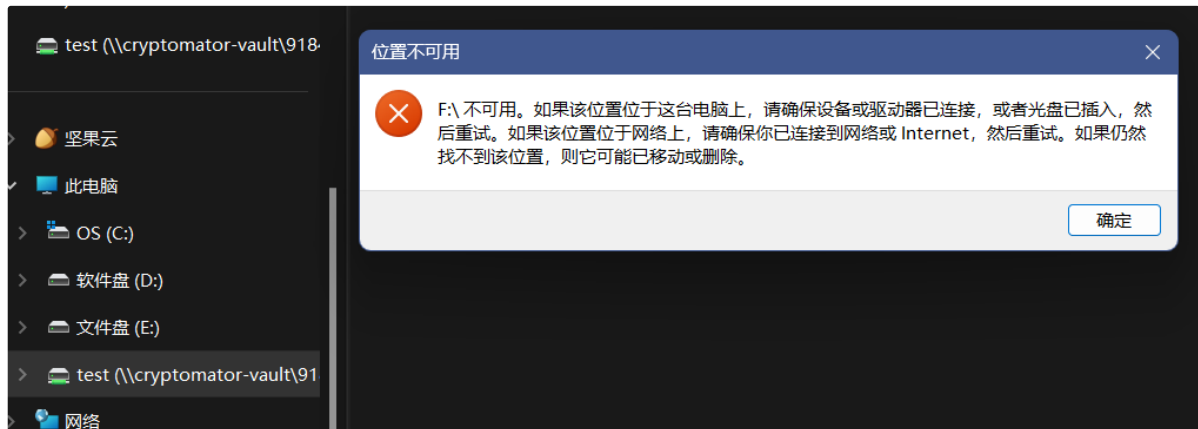 test (\\cryptomator-vault\918
位置不可用
F:\ 不可用。如果该位置位于这台电脑上，请确保设备或驱动器已连接，或者光盘已插入，然
后重试。如果该位置位于网络上，请确保你已连接到网络或 Internet，然后重试。如果仍然
找不到该位置，则它可能已移动或删除。
确定
坚果云
此电脑
OS (C:)
软件盘 (D:)
文件盘 (E:)
test (\\cryptomator-vault\91
网络